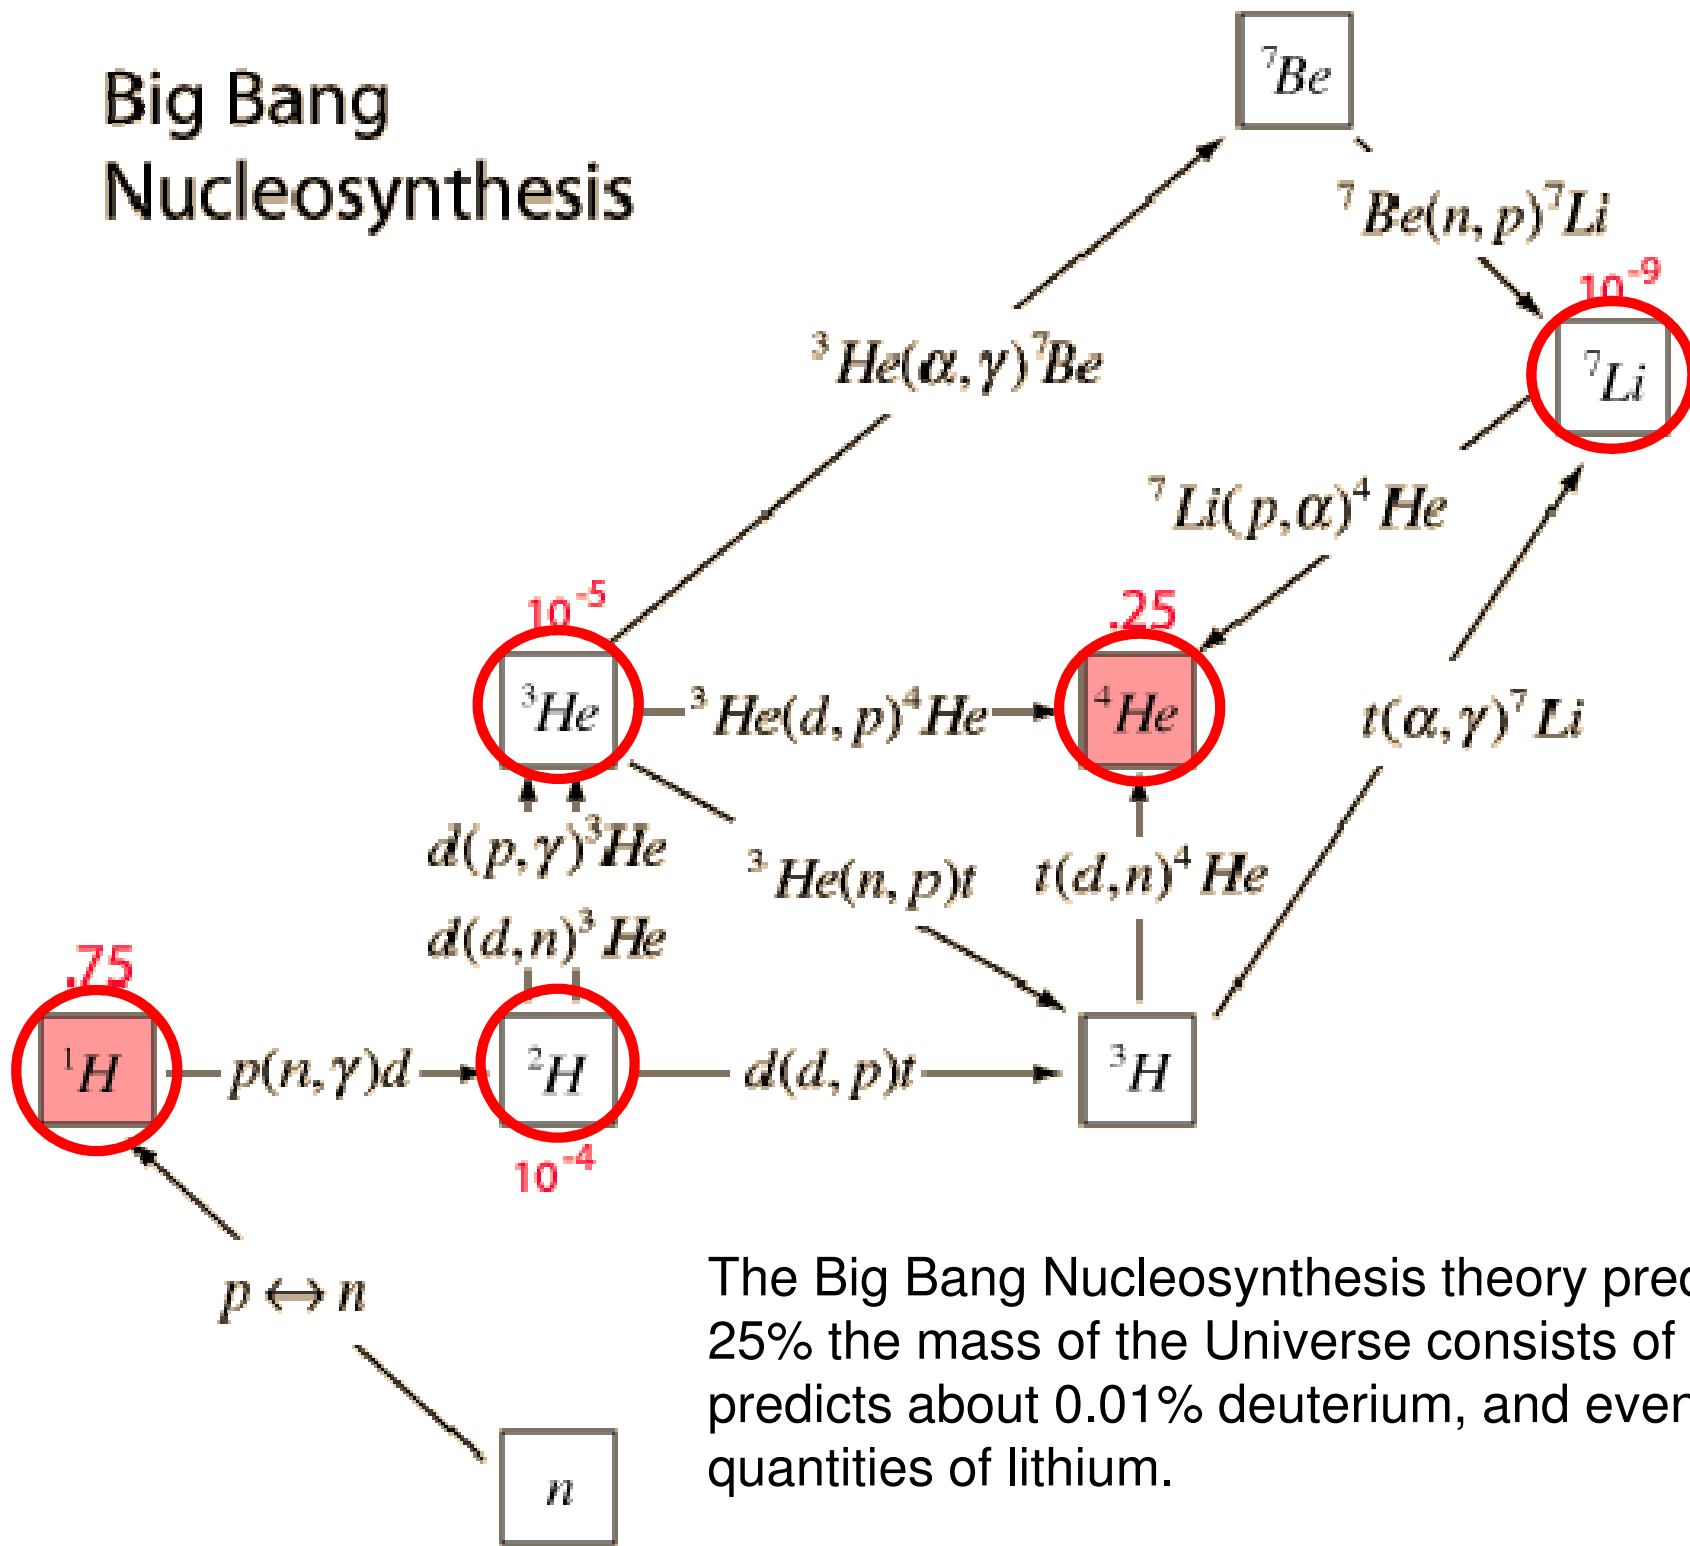 Big Bang
Nucleosynthesis
⁷Be
⁷Be(n, p)⁷Li
10⁻⁹
³He(α, γ)⁷Be
⁷Li
⁷Li(p, α)⁴He
10⁻⁵
.25
³He
³He(d, p)⁴He
⁴He
t(α, γ)⁷Li
d(p, γ)³He
³He(n, p)t
t(d, n)⁴He
d(d, n)³He
.75
¹H
p(n, γ)d
²H
d(d, p)t
³H
10⁻⁴
p ↔ n
n
The Big Bang Nucleosynthesis theory
25% the mass of the Universe consists of
predicts about 0.01% deuterium, and even
quantities of lithium.